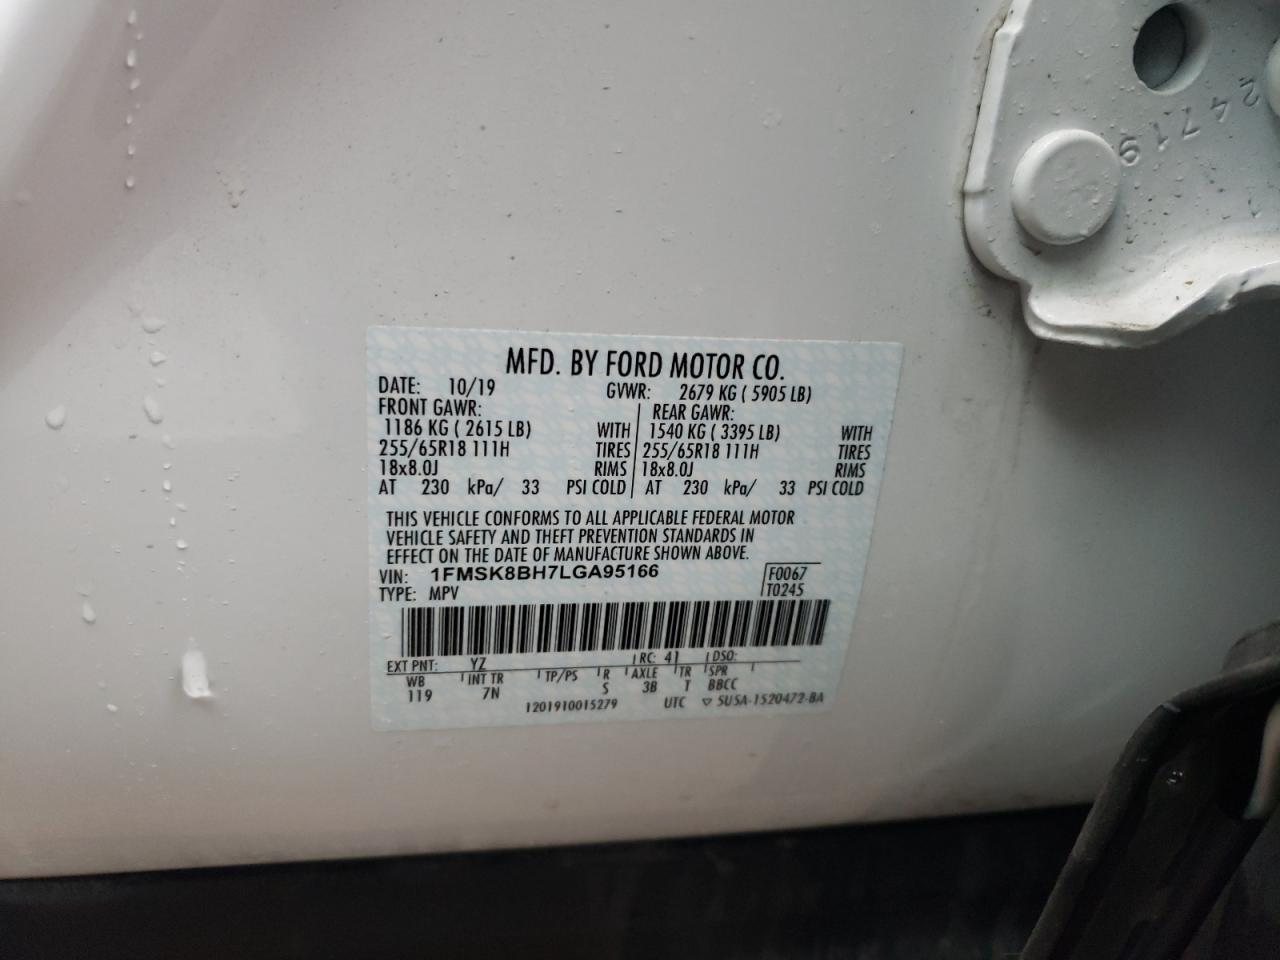 24719
11
MFD. BY FORD MOTOR CO.
DATE: 10/19 GVWR: 2679 KG ( 5905 LB)
FRONT GAWR: REAR GAWR:
1186 KG ( 2615 LB) WITH 1540 KG ( 3395 LB) WITH
255/65R18 111H TIRES 255/65R18 111H TIRES
18x8.0J RIMS 18x8.0J RIMS
AT 230 kPa/ 33 PSI COLD AT 230 kPa/ 33 PSI COLD
THIS VEHICLE CONFORMS TO ALL APPLICABLE FEDERAL MOTOR
VEHICLE SAFETY AND THEFT PREVENTION STANDARDS IN
EFFECT ON THE DATE OF MANUFACTURE SHOWN ABOVE.
VIN: 1FMSK8BH7LGA95166 F0067
TYPE: MPV T0245
EXT PNT: YZ RC: 41 DSO:
WB INT TR TP/PS R AXLE TR SPR
119 7N S 3B T BBCC
1201910015279 UTC ▽ 5U5A-1520472-BA